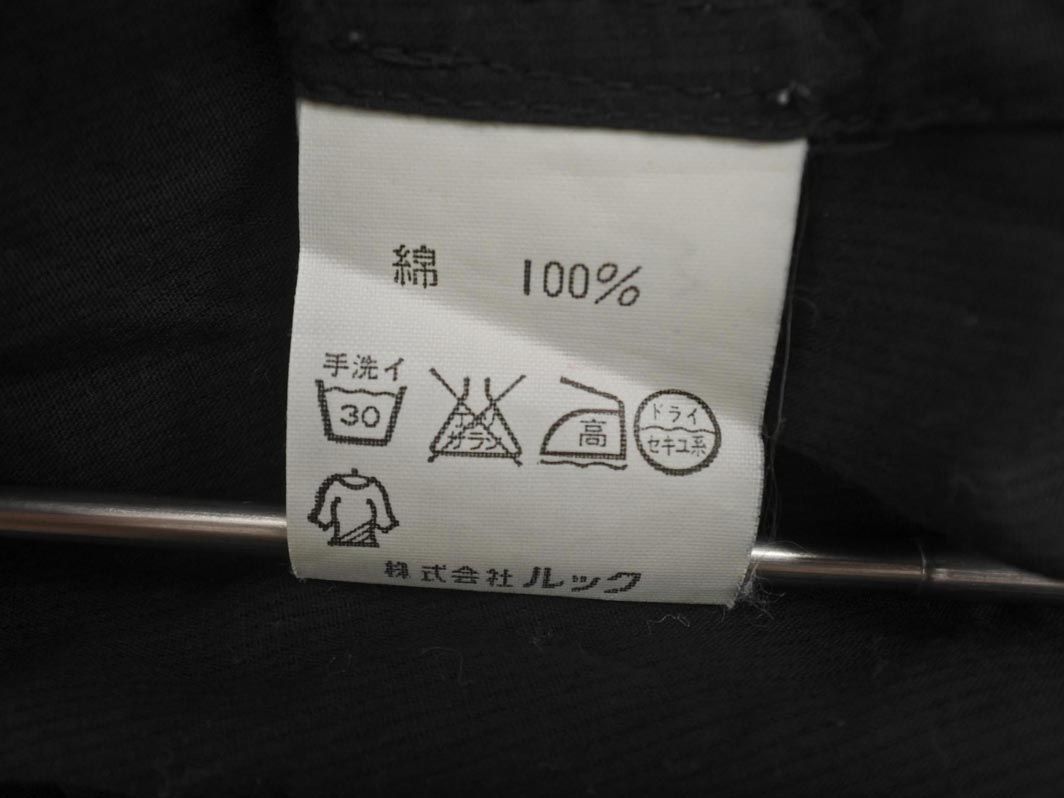 綿 100%
手洗イ
30 エンソ サラシ 高 ドライ セキユ系
株式会社 ルック